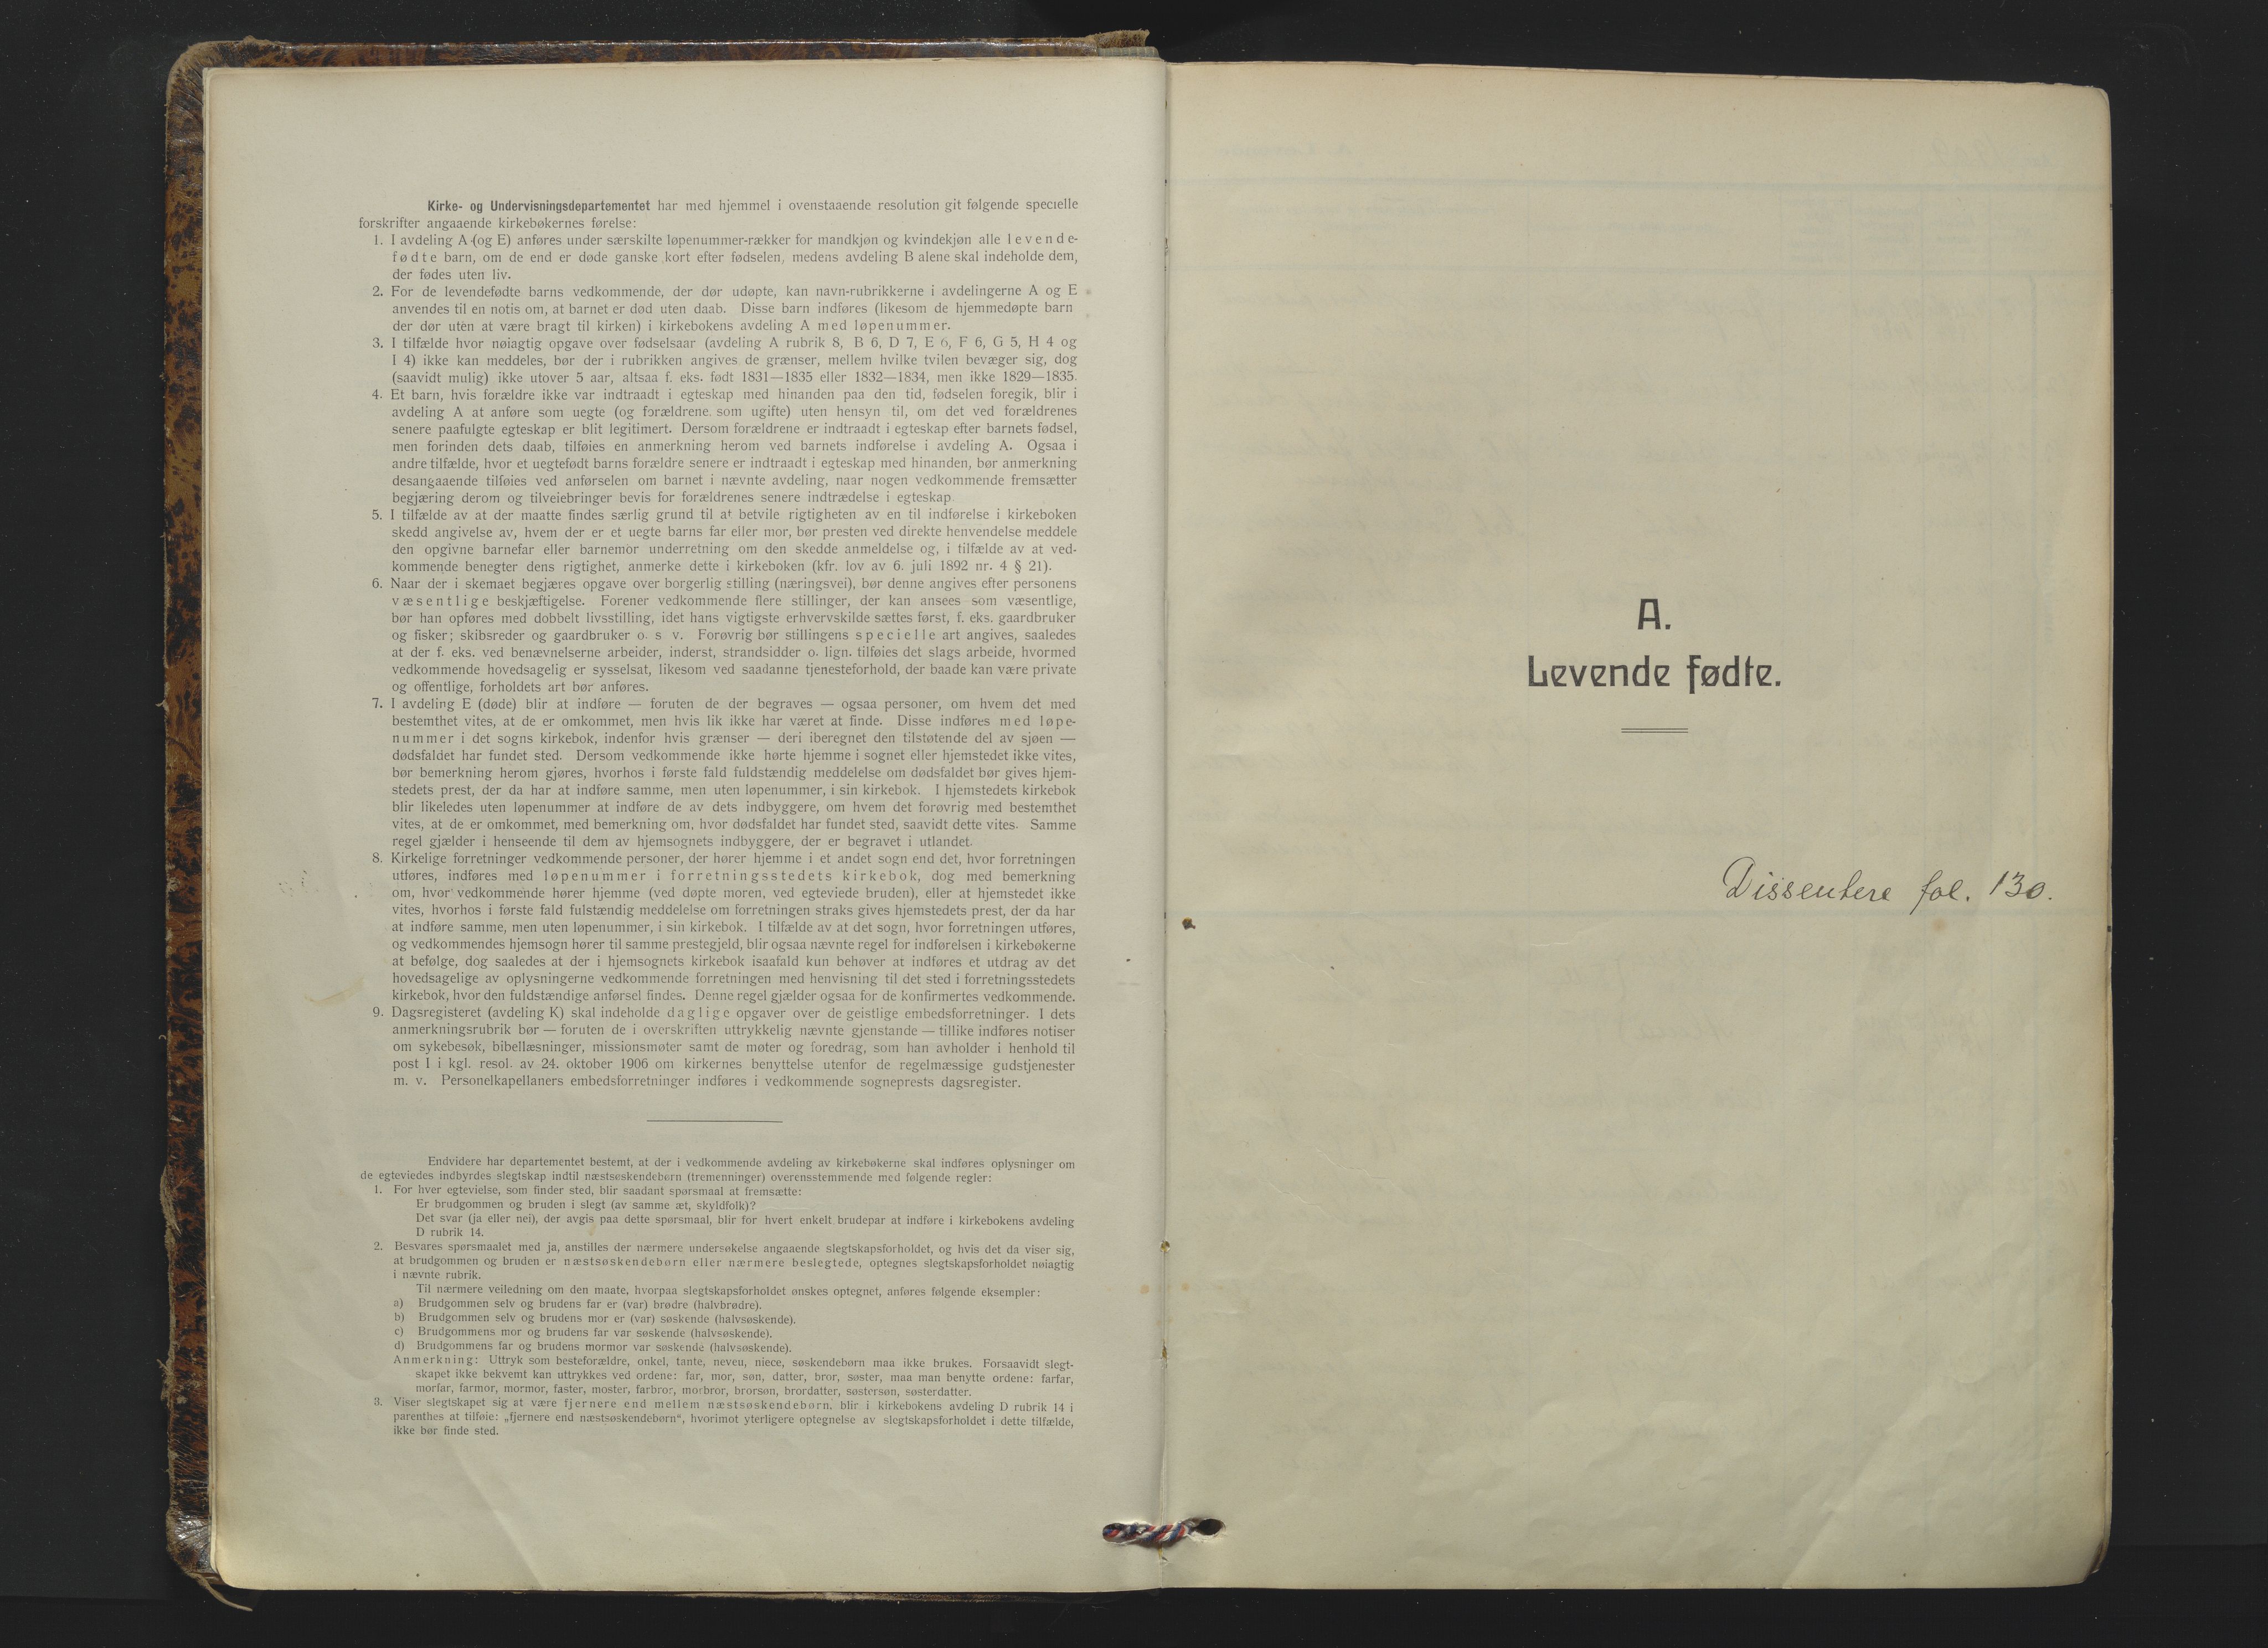 Kirke- og Undervisningsdepartementet har med hjemmel i ovenstaaende resolution git følgende specielle
forskrifter angaaende kirkebøkernes førelse:
1. I avdeling A (og E) anføres under særskilte løpenummer-rækker for mandkjøn og kvindekjøn alle levende-
fødte barn, om de end er døde ganske kort efter fødselen, medens avdeling B alene skal indeholde dem,
der fødes uten liv.
2. For de levendefødte barns vedkommende, der dør udøpte, kan navn-rubrikkerne i avdelingerne A og E
anvendes til en notis om, at barnet er død uten daab. Disse barn indføres (likesom de hjemmedøpte barn
der dør uten at være bragt til kirken) i kirkebokens avdeling A med løpenummer.
3. I tilfælde hvor nøiagtig opgave over fødselsaar (avdeling A rubrik 8, B 6, D 7, E 6, F 6, G 5, H 4 og
I 4) ikke kan meddeles, bør der i rubrikken angives de grænser, mellem hvilke tvilen bevæger sig, dog
(saavidt mulig) ikke utover 5 aar, altsaa f. eks. født 1831—1835 eller 1832—1834, men ikke 1829—1835.
4. Et barn, hvis forældre ikke var indtraadt i egteskap med hinanden paa den tid, fødselen foregik, blir i
avdeling A at anføre som uegte (og forældrene som ugifte) uten hensyn til, om det ved forældrenes
senere paafulgte egteskap er blit legitimert. Dersom forældrene er indtraadt i egteskap efter barnets fødsel,
men forinden dets daab, tilføies en anmerkning herom ved barnets indførelse i avdeling A. Ogsaa i
andre tilfælde, hvor et uegtefødt barns forældre senere er indtraadt i egteskap med hinanden, bør anmerkning
desangaaende tilføies ved anførselen om barnet i nævnte avdeling, naar nogen vedkommende fremsætter
begjæring derom og tilveiebringer bevis for forældrenes senere indtrædelse i egteskap.
5. I tilfælde av at der maatte findes særlig grund til at betvile rigtigheten av en til indførelse i kirkeboken
skedd angivelse av, hvem der er et uegte barns far eller mor, bør presten ved direkte henvendelse meddele
den opgivne barnefar eller barnemor underretning om den skedde anmeldelse og, i tilfælde av at ved-
kommende benegter dens rigtighet, anmerke dette i kirkeboken (kfr. lov av 6. juli 1892 nr. 4 § 21).
6. Naar der i skemaet begjæres opgave over borgerlig stilling (næringsvei), bør denne angives efter personens
væsentlige beskjæftigelse. Forener vedkommende flere stillinger, der kan ansees som væsentlige,
bør han opføres med dobbelt livsstilling, idet hans vigtigste erhvervskilde sættes først, f. eks. gaardbruker
og fisker; skibsreder og gaardbruker o. s v. Forøvrig bør stillingens specielle art angives, saaledes
at der f. eks. ved benævnelserne arbeider, inderst, strandsidder o. lign. tilføies det slags arbeide, hvormed
vedkommende hovedsagelig er sysselsat, likesom ved saadanne tjenesteforhold, der baade kan være private
og offentlige, forholdets art bør anføres.
7. I avdeling E (døde) blir at indføre — foruten de der begraves — ogsaa personer, om hvem det med
bestemthet vites, at de er omkommet, men hvis lik ikke har været at finde. Disse indføres med løpe-
nummer i det sogns kirkebok, indenfor hvis grænser — deri iberegnet den tilstøtende del av sjøen —
dødsfaldet har fundet sted. Dersom vedkommende ikke hørte hjemme i sognet eller hjemstedet ikke vites,
bør bemerkning herom gjøres, hvorhos i første fald fuldstændig meddelelse om dødsfaldet bør gives hjem-
stedets prest, der da har at indføre samme, men uten løpenummer, i sin kirkebok. I hjemstedets kirkebok
blir likeledes uten løpenummer at indføre de av dets indbyggere, om hvem det forøvrig med bestemthet
vites, at de er omkommet, med bemerkning om, hvor dødsfaldet har fundet sted, saavidt dette vites. Samme
regel gjælder i henseende til dem av hjemsognets indbyggere, der er begravet i utlandet.
8. Kirkelige forretninger vedkommende personer, der hører hjemme i et andet sogn end det, hvor forretningen
utføres, indføres med løpenummer i forretningsstedets kirkebok, dog med bemerkning
om, hvor vedkommende hører hjemme (ved døpte moren, ved egteviede bruden), eller at hjemstedet ikke
vites, hvorhos i første fald fulstændig meddelelse om forretningen straks gives hjemstedets prest, der da har
at indføre samme, men uten løpenummer, i sin kirkebok. I tilfælde av at det sogn, hvor forretningen utføres,
og vedkommendes hjemsogn hører til samme prestegjeld, blir ogsaa nævnte regel for indførelsen i kirkebøkerne
at befølge, dog saaledes at der i hjemsognets kirkebok isaafald kun behøver at indføres et utdrag av det
hovedsagelige av oplysningerne vedkommende forretningen med henvisning til det sted i forretningsstedets
kirkebok, hvor den fuldstændige anførsel findes. Denne regel gjælder ogsaa for de konfirmertes vedkommende.
9. Dagsregisteret (avdeling K) skal indeholde daglige opgaver over de geistlige embedsforretninger. I dets
anmerkningsrubrik bør — foruten de i overskriften uttrykkelig nævnte gjenstande — tillike indføres notiser
om sykebesøk, bibellæsninger, missionsmøter samt de møter og foredrag, som han avholder i henhold til
post I i kgl. resol. av 24. oktober 1906 om kirkernes benyttelse utenfor de regelmæssige gudstjenester
m. v. Personelkapellaners embedsforretninger indføres i vedkommende sogneprests dagsregister.
Endvidere har departementet bestemt, at der i vedkommende avdeling av kirkebøkerne skal indføres oplysninger om
de egteviedes indbyrdes slegtskap indtil næstsøskendebørn (tremenninger) overensstemmende med følgende regler:
1. For hver egtevielse, som finder sted, blir saadant spørsmaal at fremsætte:
Er brudgommen og bruden i slegt (av samme æt, skyldfolk)?
Det svar (ja eller nei), der avgis paa dette spørsmaal, blir for hvert enkelt brudepar at indføre i kirkebokens avdeling
D rubrik 14.
2. Besvares spørsmaalet med ja, anstilles der nærmere undersøkelse angaaende slegtskapsforholdet, og hvis det da viser sig,
at brudgommen og bruden er næstsøskendebørn eller nærmere beslegtede, optegnes slegtskapsforholdet nøiagtig
i nævnte rubrik.
Til nærmere veiledning om den maate, hvorpaa slegtskapsforholdet ønskes optegnet, anføres følgende eksempler:
a) Brudgommen selv og brudens far er (var) brødre (halvbrødre).
b) Brudgommen selv og brudens mor er (var) søskende (halvsøskende).
c) Brudgommens mor og brudens far var søskende (halvsøskende).
d) Brudgommens far og brudens mormor var søskende (halvsøskende).
Anmerkning: Uttryk som besteforældre, onkel, tante, neveu, niece, søskendebørn maa ikke brukes. Forsaavidt slegt-
skapet ikke bekvemt kan uttrykkes ved ordene: far, mor, søn, datter, bror, søster, maa man benytte ordene: farfar,
morfar, farmor, mormor, faster, moster, farbror, morbror, brorsøn, brordatter, søstersøn, søsterdatter.
3. Viser slegtskapet sig at være fjernere end mellem næstsøskendebørn, blir i kirkebokens avdeling D rubrik 14 i
parenthes at tilføie: „fjernere end næstsøskendebørn“, hvorimot yterligere optegnelse av slegtskapsforholdet i dette tilfælde,
ikke bør finde sted.
A.
Levende fødte.
Dissentere fol. 130.